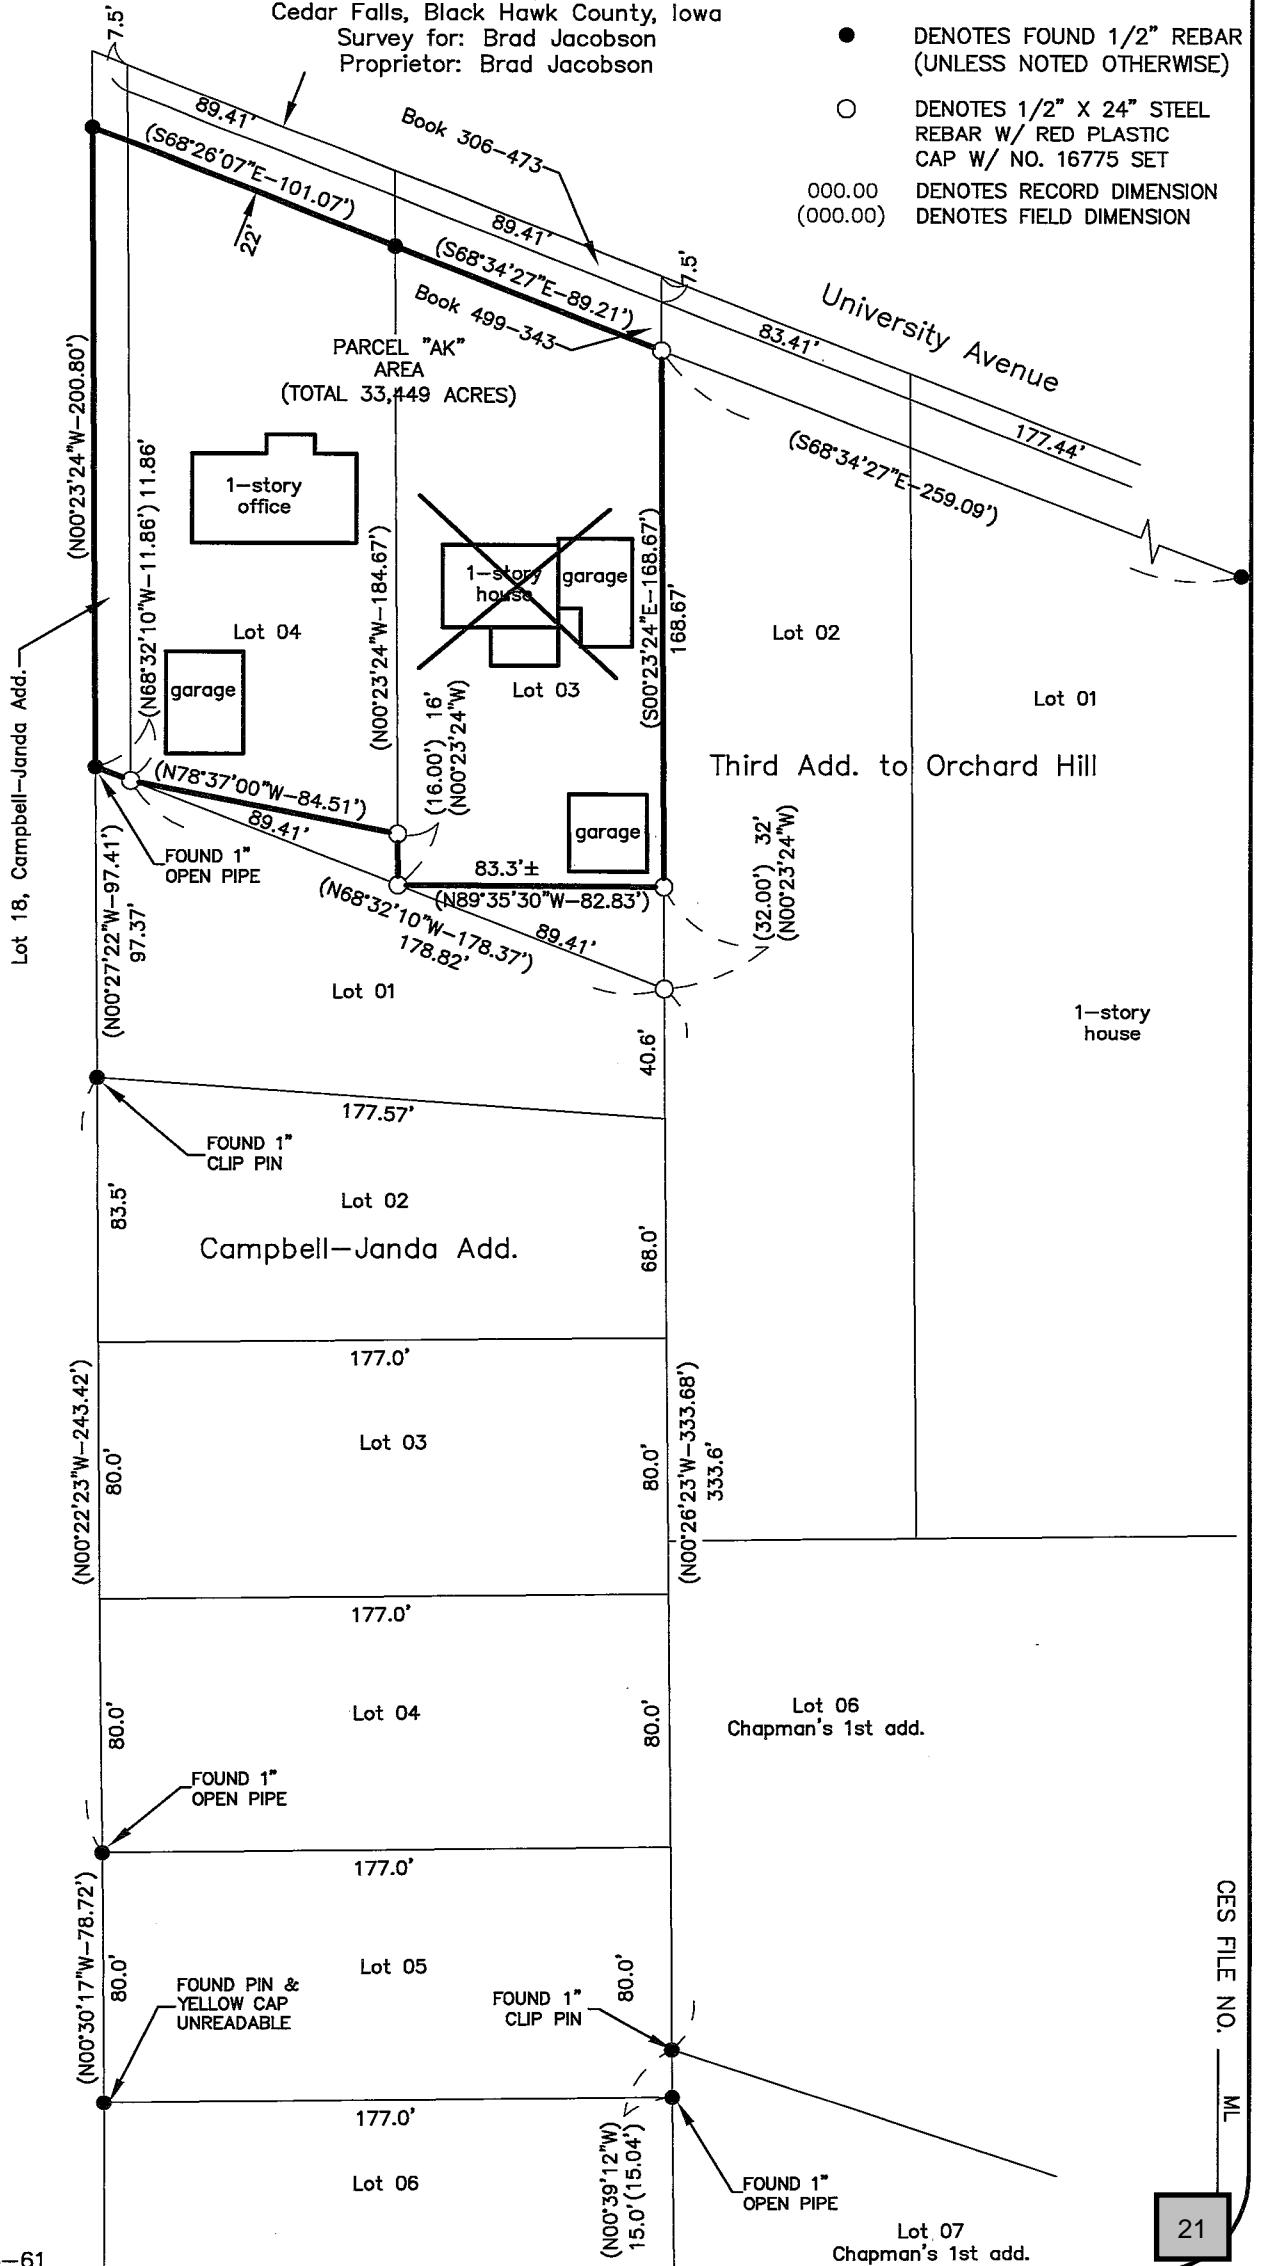 Cedar Falls, Black Hawk County, Iowa
Survey for: Brad Jacobson
Proprietor: Brad Jacobson
DENOTES FOUND 1/2" REBAR
(UNLESS NOTED OTHERWISE)
DENOTES 1/2" X 24" STEEL
REBAR W/ RED PLASTIC
CAP W/ NO. 16775 SET
000.00 DENOTES RECORD DIMENSION
(000.00) DENOTES FIELD DIMENSION
7.5'
89.41'
(S68°26'07"E-101.07')
22'
Book 306-473
89.41'
(S68°34'27"E-89.21')
Book 499-343
7.5'
University Avenue
83.41'
177.44'
(S68°34'27"E-259.09')
PARCEL "AK"
AREA
(TOTAL 33,449 ACRES)
(N00°23'24"W-200.80')
(N68°32'10"W-11.86') 11.86'
1-story
office
(N00°23'24"W-184.67')
1-story
house
garage
(S00°23'24"E-168.67')
168.67'
Lot 04
garage
Lot 03
Lot 02
Lot 01
Lot 18, Campbell-Janda Add.
Third Add. to Orchard Hill
(16.00') 16'
(N00°23'24"W)
(N78°37'00"W-84.51')
89.41'
garage
FOUND 1"
OPEN PIPE
83.3'±
(N89°35'30"W-82.83')
(32.00') 32'
(N00°23'24"W)
(N68°32'10"W-178.37')
178.82'
89.41'
(N00°27'22"W-97.41')
97.37'
Lot 01
40.6'
1-story
house
177.57'
FOUND 1"
CLIP PIN
83.5'
Lot 02
68.0'
Campbell-Janda Add.
177.0'
(N00°22'23"W-243.42')
80.0'
Lot 03
80.0'
(N00°26'23'W-333.68')
333.6'
177.0'
80.0'
Lot 04
80.0'
Lot 06
Chapman's 1st add.
FOUND 1"
OPEN PIPE
177.0'
(N00°30'17"W-78.72')
80.0'
Lot 05
80.0'
FOUND PIN &
YELLOW CAP
UNREADABLE
FOUND 1"
CLIP PIN
CES FILE NO.
ML
177.0'
Lot 06
(N00°39'12"W)
15.0'(15.04')
FOUND 1"
OPEN PIPE
Lot 07
Chapman's 1st add.
21
-61